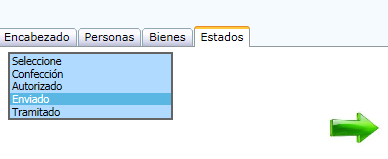 Encabezado Personas Bienes Estados
Seleccione
Confección
Autorizado
Enviado
Tramitado